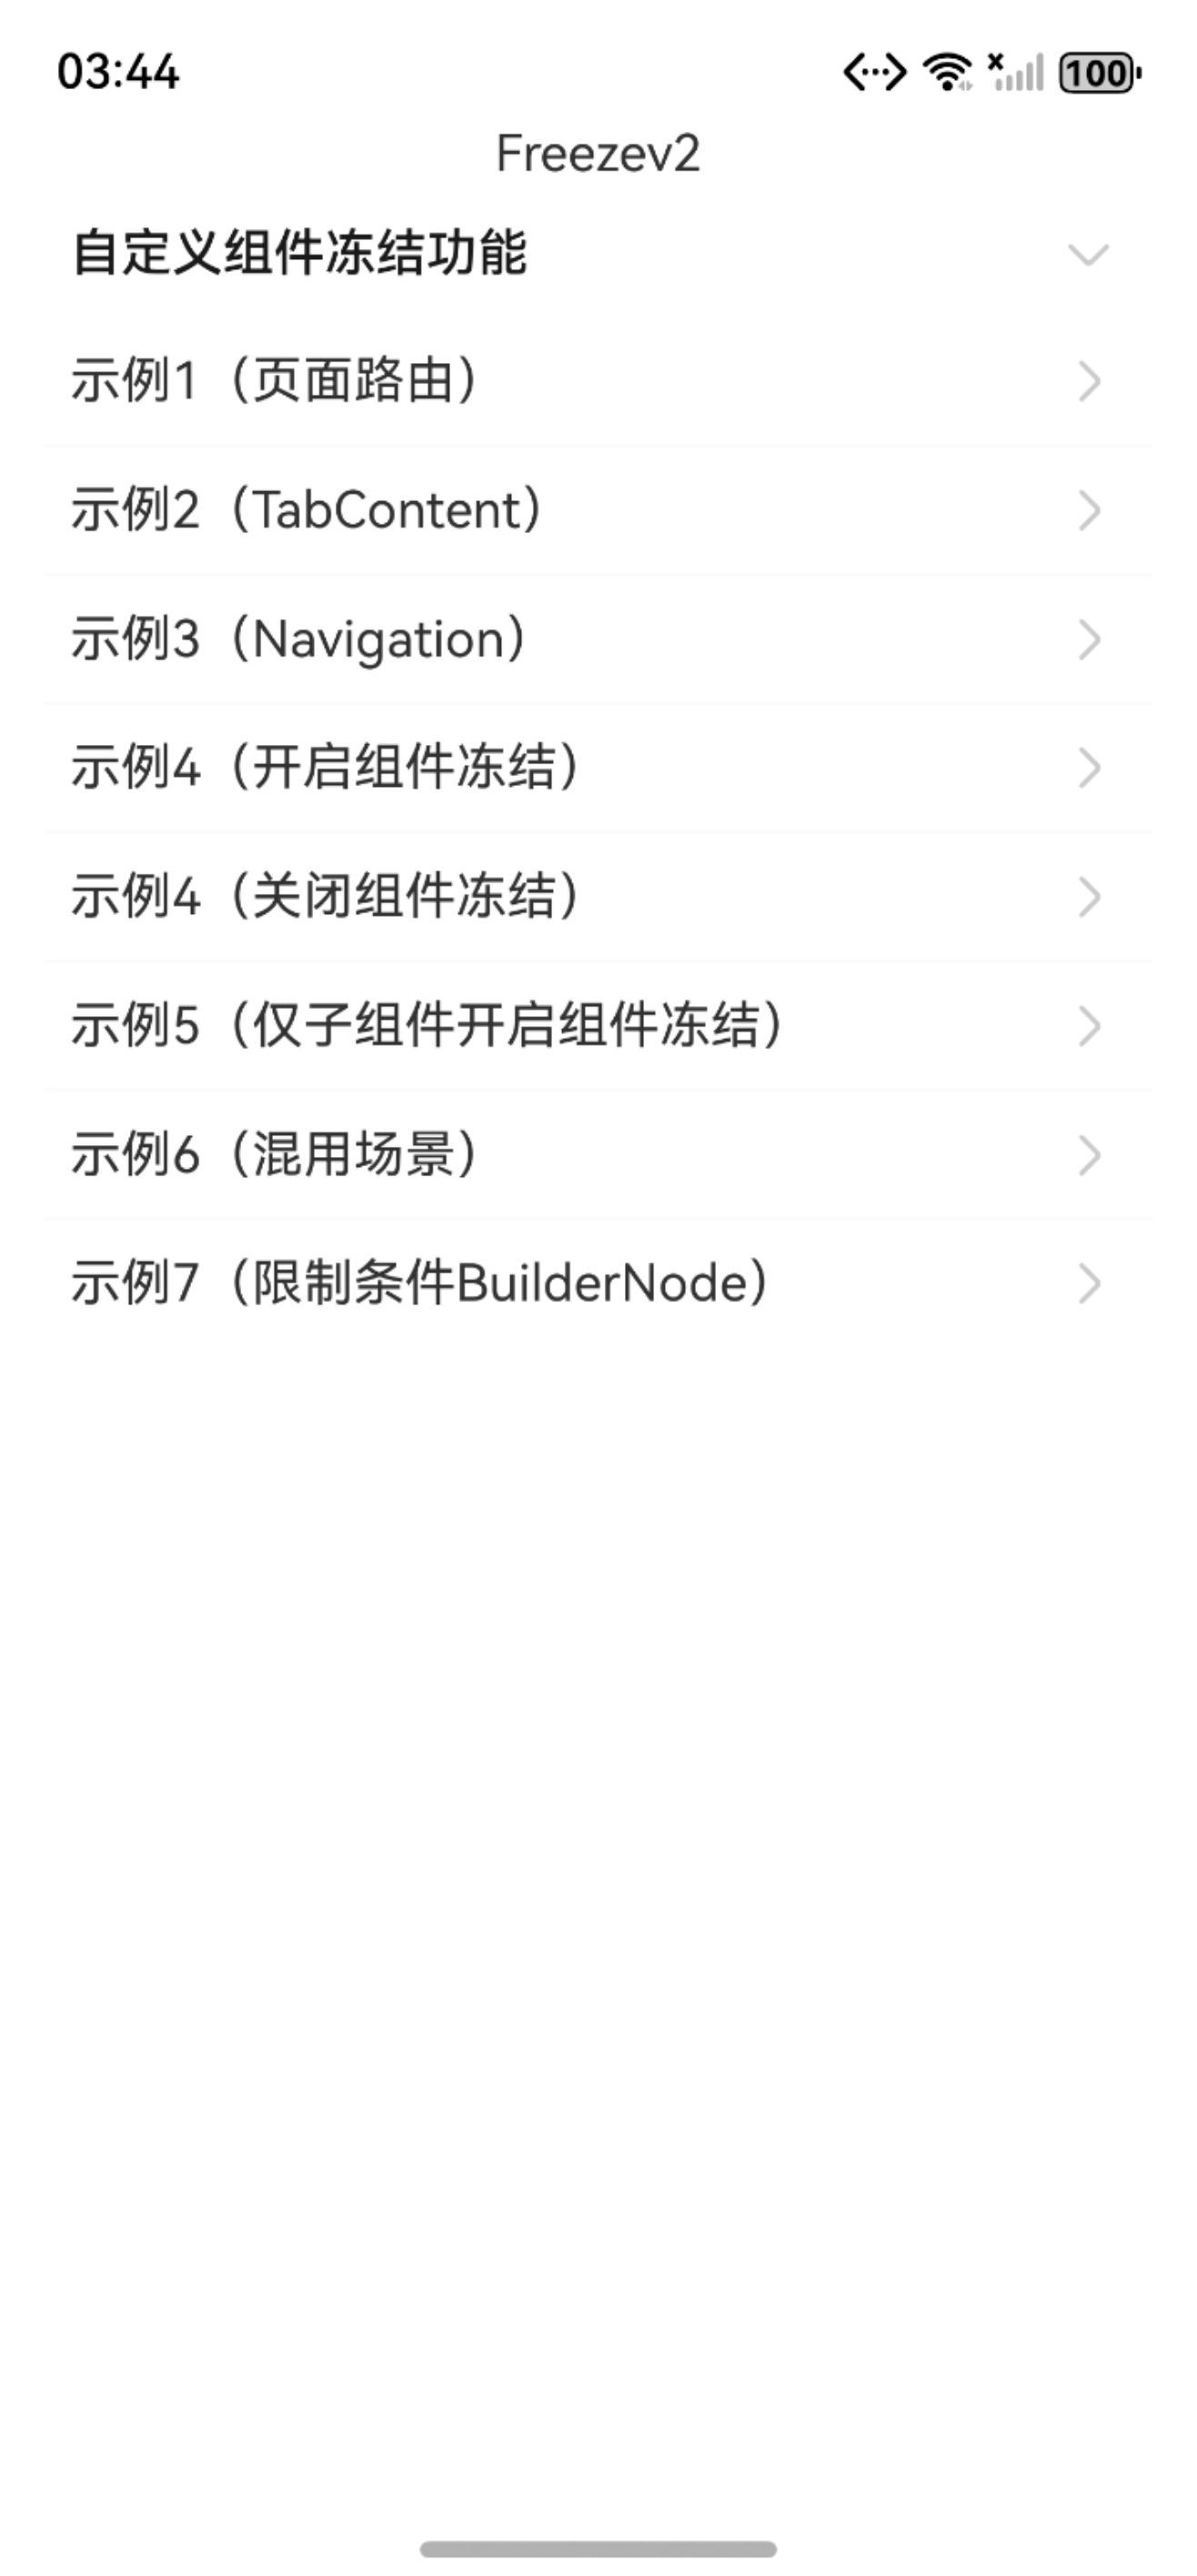 03:44
100
Freezev2
自定义组件冻结功能
示例1（页面路由）
示例2（TabContent）
示例3（Navigation）
示例4（开启组件冻结）
示例4（关闭组件冻结）
示例5（仅子组件开启组件冻结）
示例6（混用场景）
示例7（限制条件BuilderNode）